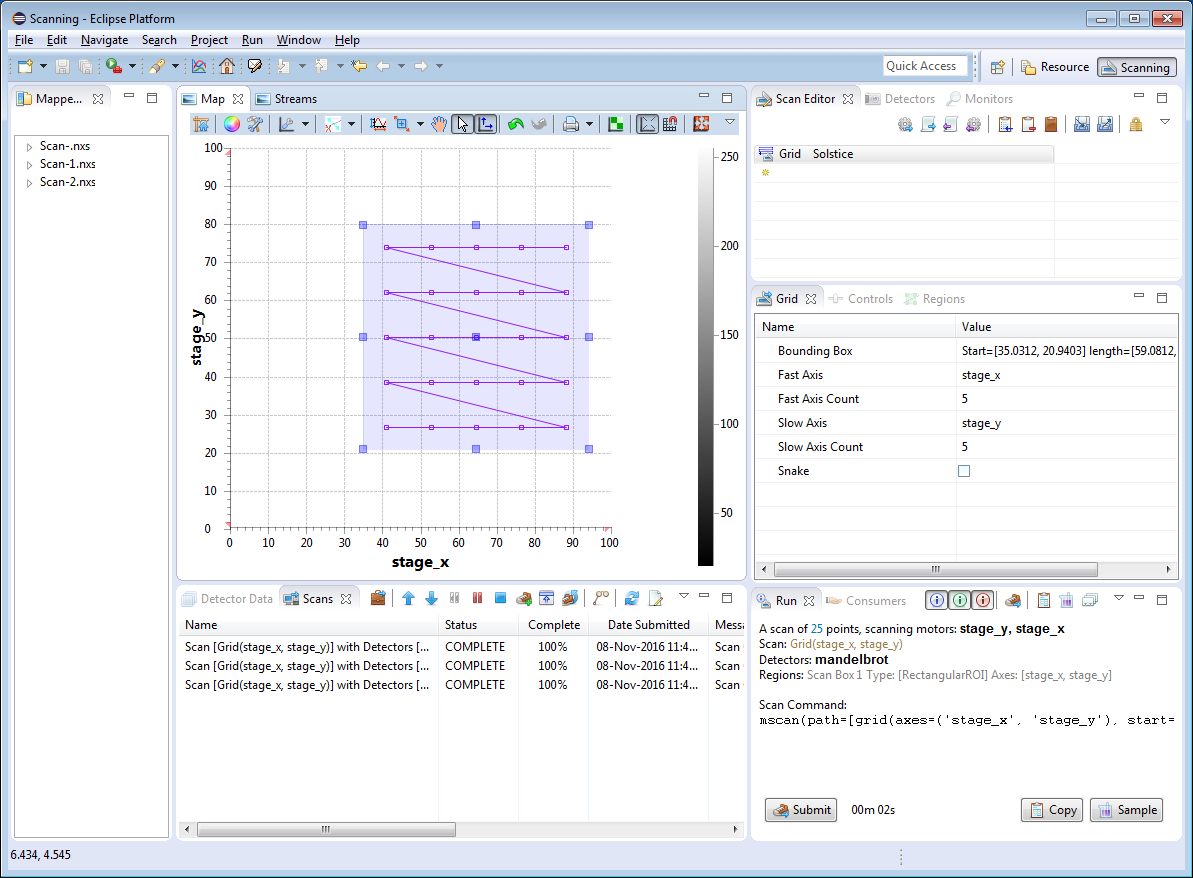 Scanning - Eclipse Platform
File Edit Navigate Search Project Run Window Help
Quick Access Resource Scanning
Mappe...
Scan-.nxs
Scan-1.nxs
Scan-2.nxs
Map Streams
100
90
80
70
60
50
40
30
20
10
0
stage_y
0 10 20 30 40 50 60 70 80 90 100
stage_x
250
200
150
100
50
Scan Editor Detectors Monitors
Grid Solstice
Grid Controls Regions
Name Value
Bounding Box Start=[35.0312, 20.9403] length=[59.0812,
Fast Axis stage_x
Fast Axis Count 5
Slow Axis stage_y
Slow Axis Count 5
Snake
Detector Data Scans
Name Status Complete Date Submitted Messa
Scan [Grid(stage_x, stage_y)] with Detectors [... COMPLETE 100% 08-Nov-2016 11:4... Scan
Scan [Grid(stage_x, stage_y)] with Detectors [... COMPLETE 100% 08-Nov-2016 11:4... Scan
Scan [Grid(stage_x, stage_y)] with Detectors [... COMPLETE 100% 08-Nov-2016 11:4... Scan
Run Consumers
A scan of 25 points, scanning motors: stage_y, stage_x
Scan: Grid(stage_x, stage_y)
Detectors: mandelbrot
Regions: Scan Box 1 Type: [RectangularROI] Axes: [stage_x, stage_y]
Scan Command:
mscan(path=[grid(axes=('stage_x', 'stage_y'), start=
Submit 00m 02s Copy Sample
6.434, 4.545